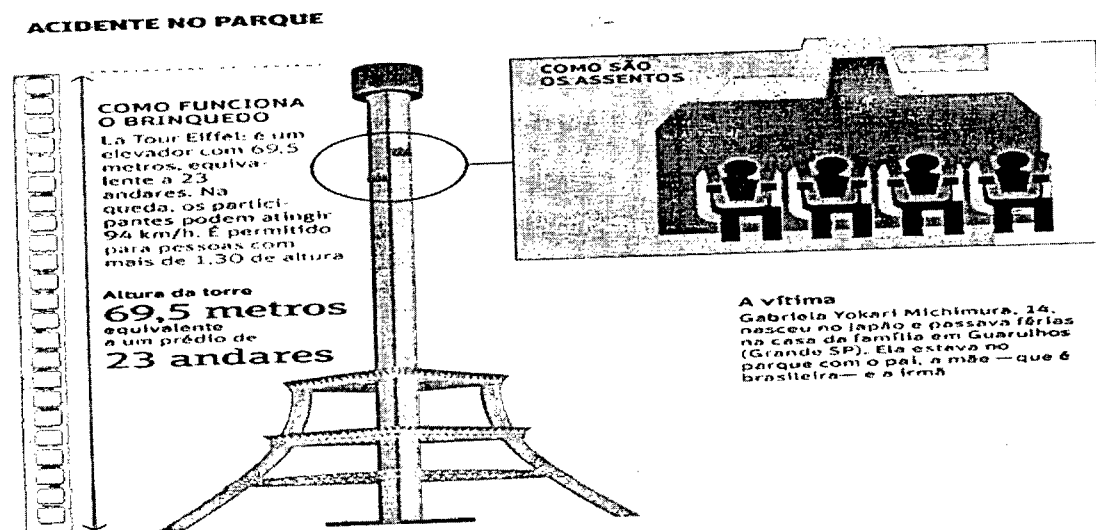 ACIDENTE NO PARQUE
COMO FUNCIONA
O BRINQUEDO
La Tour Eiffel: é um
elevador com 69,5
metros, equiva-
lente a 23
andares. Na
queda, os partici-
pantes podem atingir
94 km/h. É permitido
para pessoas com
mais de 1,30 de altura
Altura da torre
69,5 metros
equivalente
a um prédio de
23 andares
COMO SÃO
OS ASSENTOS
A vítima
Gabriela Yokari Michimura, 14,
nasceu no Japão e passava férias
na casa da família em Guarulhos
(Grande SP). Ela estava no
parque com o pai, a mãe —que é
brasileira— e a irmã